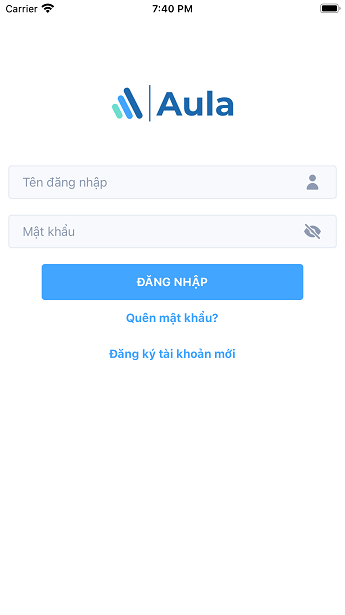 Carrier 7:40 PM
Aula
Tên đăng nhập
Mật khẩu
ĐĂNG NHẬP
Quên mật khẩu?
Đăng ký tài khoản mới